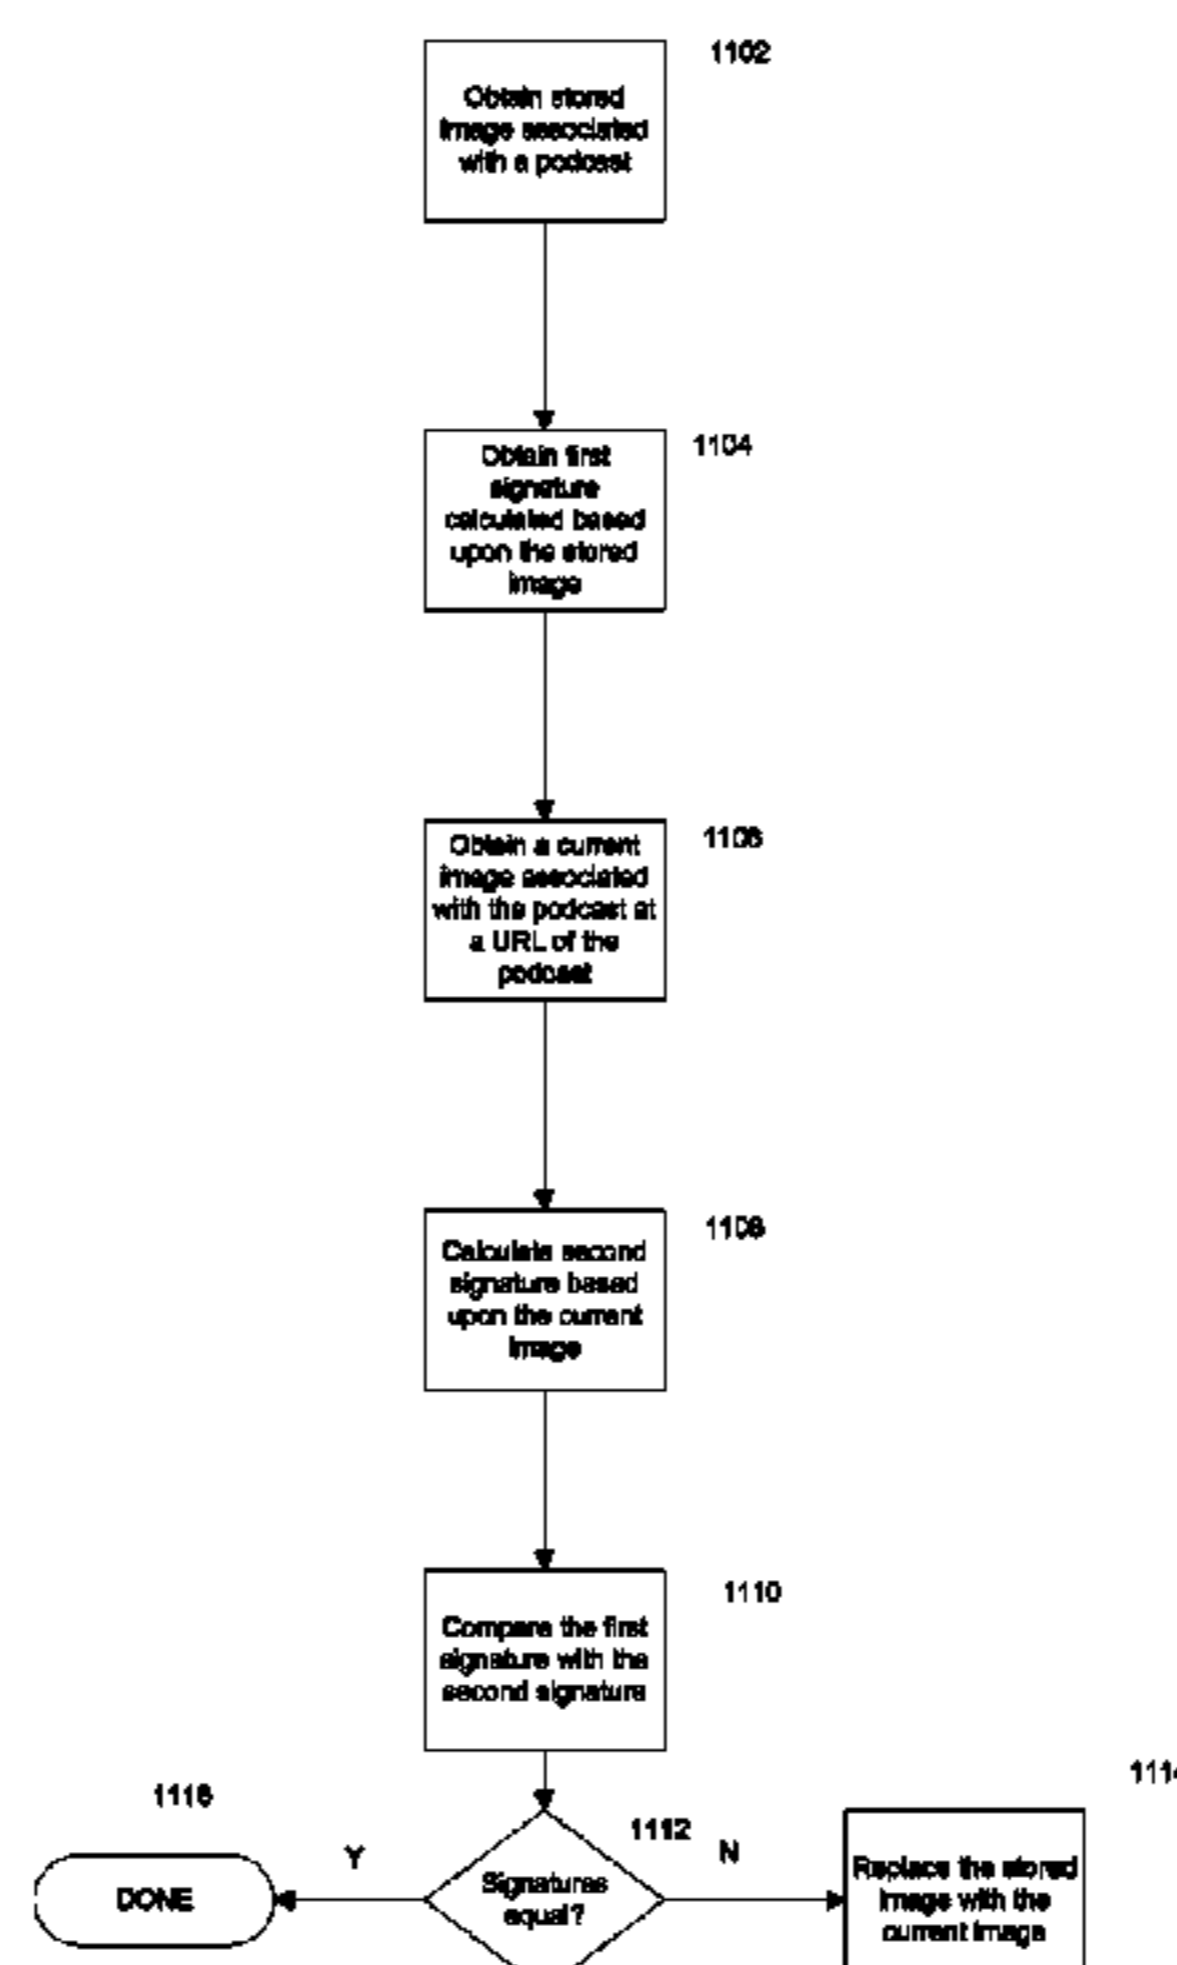 1102
Obtain stored
image associated
with a podcast
1104
Obtain first
signature
calculated based
upon the stored
image
1106
Obtain a current
image associated
with the podcast at
a URL of the
podcast
1108
Calculate second
signature based
upon the current
image
1110
Compare the first
signature with the
second signature
1112
Signatures
equal?
Y
N
DONE
1114
Replace the stored
image with the
current image